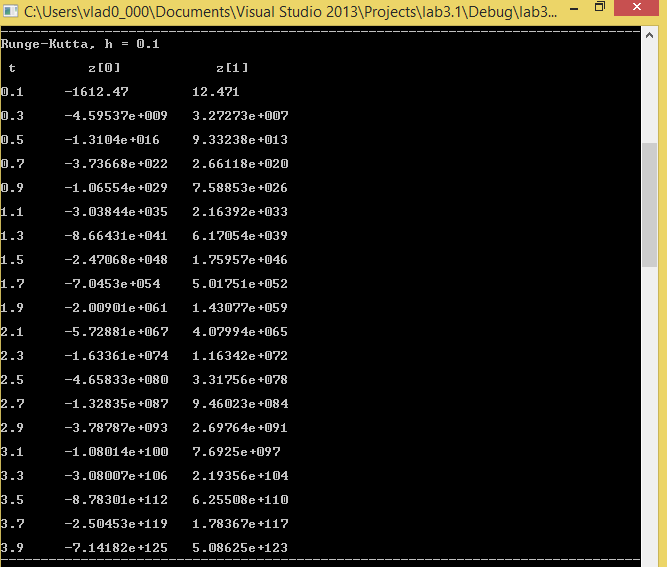 C:\Users\vlad0_000\Documents\Visual Studio 2013\Projects\lab3.1\Debug\lab3...
Runge-Kutta, h = 0.1
t z[0] z[1]
0.1 -1612.47 12.471
0.3 -4.59537e+009 3.27273e+007
0.5 -1.3104e+016 9.33238e+013
0.7 -3.73668e+022 2.66118e+020
0.9 -1.06554e+029 7.58853e+026
1.1 -3.03844e+035 2.16392e+033
1.3 -8.66431e+041 6.17054e+039
1.5 -2.47068e+048 1.75957e+046
1.7 -7.0453e+054 5.01751e+052
1.9 -2.00901e+061 1.43077e+059
2.1 -5.72881e+067 4.07994e+065
2.3 -1.63361e+074 1.16342e+072
2.5 -4.65833e+080 3.31756e+078
2.7 -1.32835e+087 9.46023e+084
2.9 -3.78787e+093 2.69764e+091
3.1 -1.08014e+100 7.6925e+097
3.3 -3.08007e+106 2.19356e+104
3.5 -8.78301e+112 6.25508e+110
3.7 -2.50453e+119 1.78367e+117
3.9 -7.14182e+125 5.08625e+123